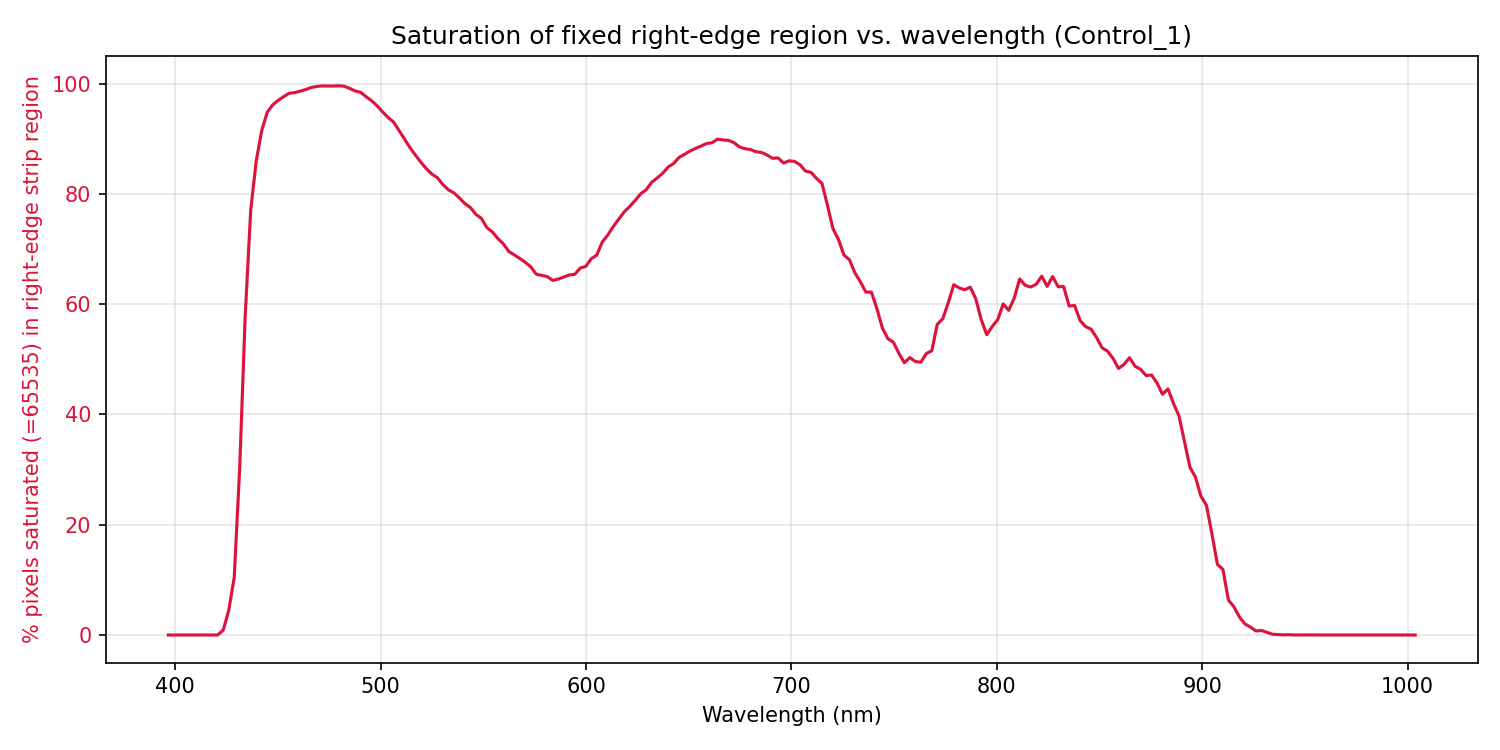 Saturation of fixed right-edge region vs. wavelength (Control_1)
% pixels saturated (=65535) in right-edge strip region
100
80
60
40
20
0
400 500 600 700 800 900 1000
Wavelength (nm)